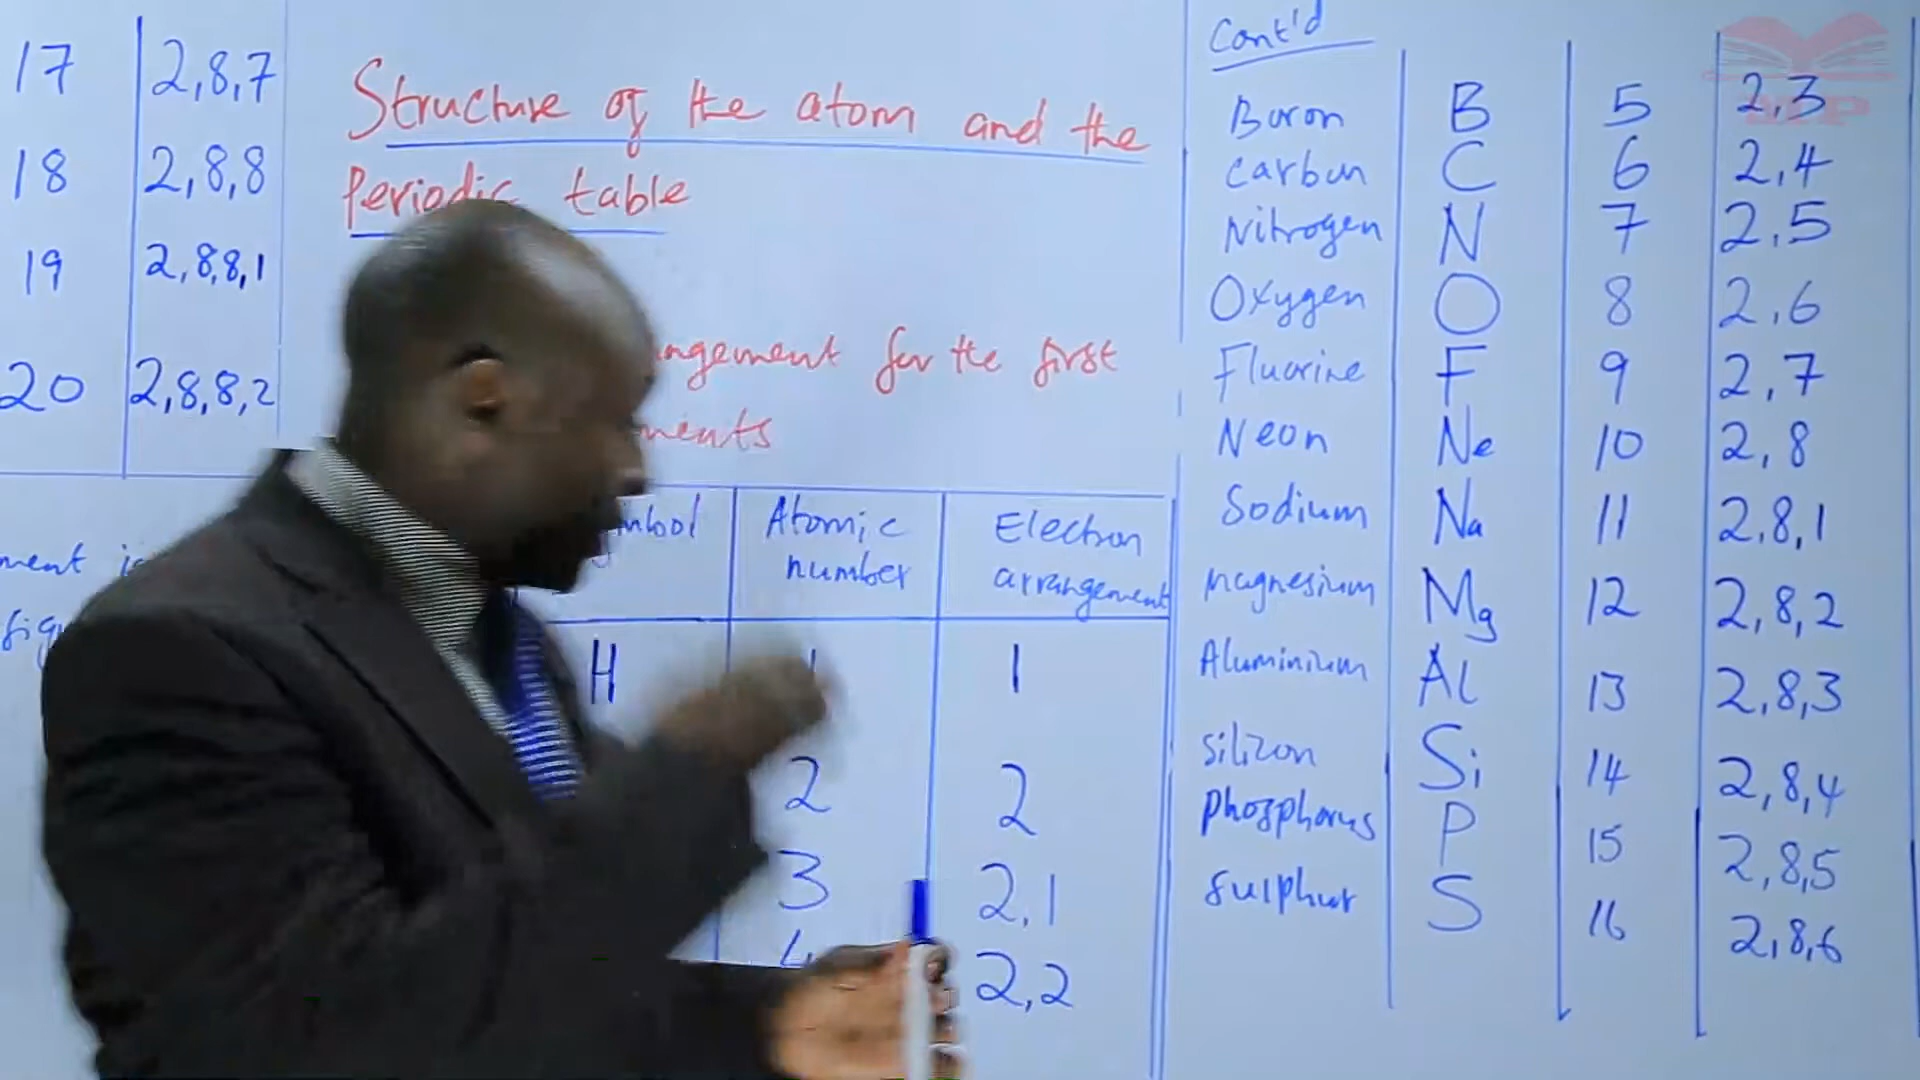 17 2,8,7
18 2,8,8
19 2,8,8,1
20 2,8,8,2
Structure of the atom and the
Periodic table
for the first
Atomic number Electron arrangement
H 1 1
2 2
3 2,1
4 2,2
Cont'd
Boron B 5 2,3
Carbon C 6 2,4
Nitrogen N 7 2,5
Oxygen O 8 2,6
Fluorine F 9 2,7
Neon Ne 10 2,8
Sodium Na 11 2,8,1
Magnesium Mg 12 2,8,2
Aluminium Al 13 2,8,3
Silicon Si 14 2,8,4
Phosphorus P 15 2,8,5
Sulphur S 16 2,8,6